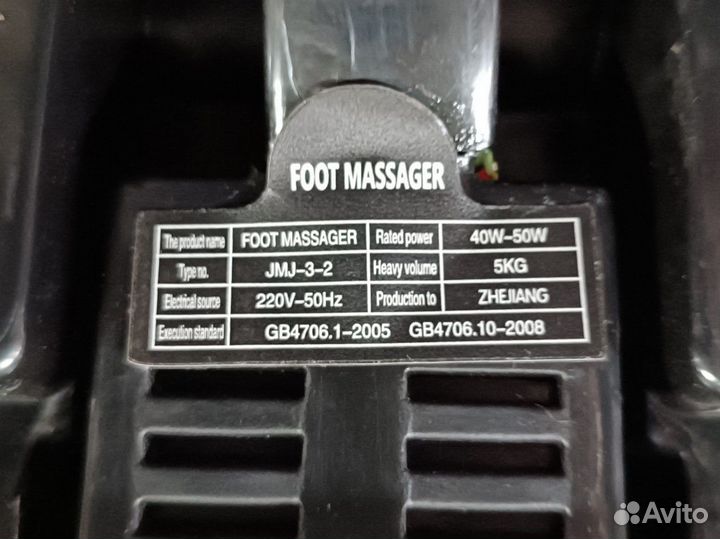 FOOT MASSAGER
The product name FOOT MASSAGER Rated power 40W-50W
Type no. JMJ-3-2 Heavy volume 5KG
Electrical source 220V-50Hz Production to ZHEJIANG
Execution standard GB4706.1-2005 GB4706.10-2008
Avito